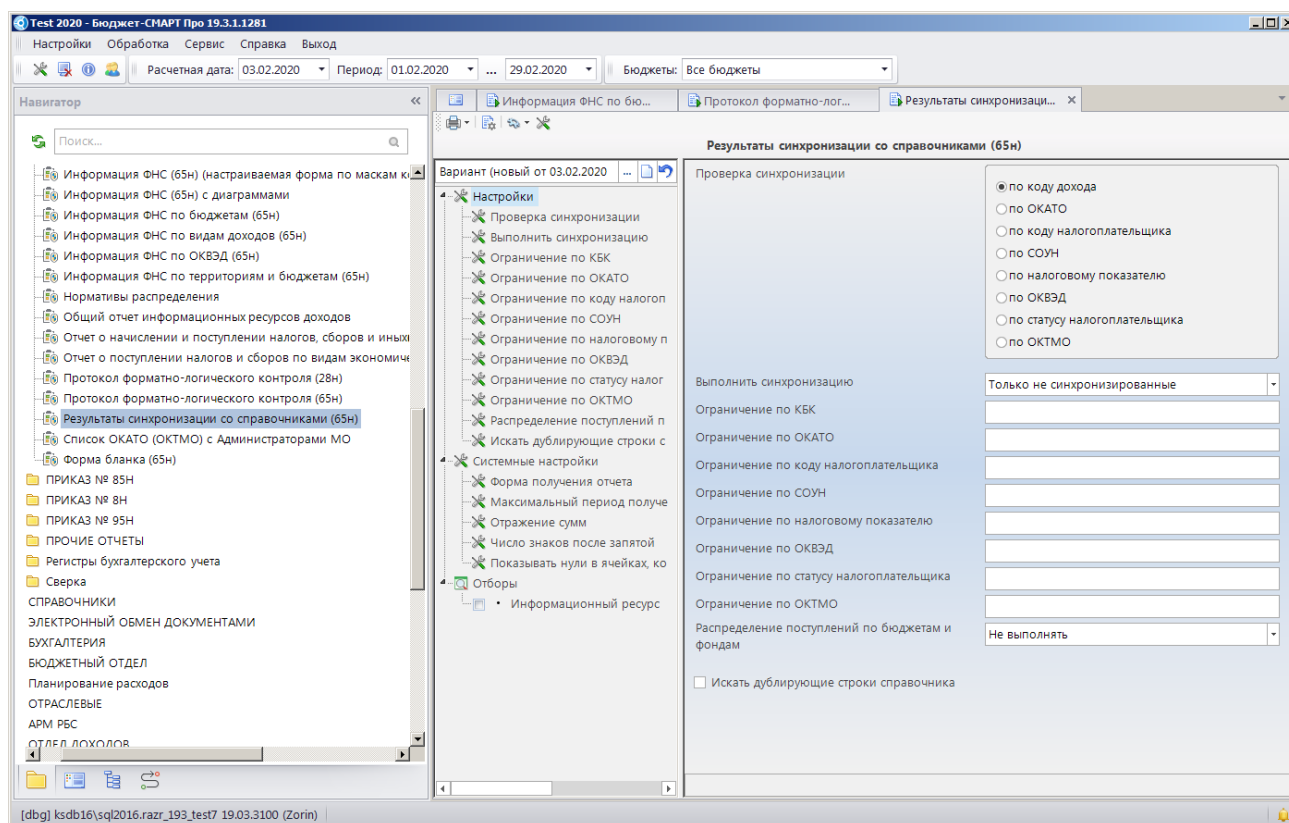 Test 2020 - Бюджет-СМАРТ Про 19.3.1.1281
Настройки Обработка Сервис Справка Выход
Расчетная дата: 03.02.2020 Период: 01.02.2020 ... 29.02.2020 Бюджеты: Все бюджеты
Навигатор
Поиск...
Информация ФНС (65н) (настраиваемая форма по маскам
Информация ФНС (65н) с диаграммами
Информация ФНС по бюджетам (65н)
Информация ФНС по видам доходов (65н)
Информация ФНС по ОКВЭД (65н)
Информация ФНС по территориям и бюджетам (65н)
Нормативы распределения
Общий отчет информационных ресурсов доходов
Отчет о начислении и поступлении налогов, сборов и иных
Отчет о поступлении налогов и сборов по видам экономиче
Протокол форматно-логического контроля (28н)
Протокол форматно-логического контроля (65н)
Результаты синхронизации со справочниками (65н)
Список ОКАТО (ОКТМО) с Администраторами МО
Форма бланка (65н)
ПРИКАЗ № 85Н
ПРИКАЗ № 8Н
ПРИКАЗ № 95Н
ПРОЧИЕ ОТЧЕТЫ
Регистры бухгалтерского учета
Сверка
СПРАВОЧНИКИ
ЭЛЕКТРОННЫЙ ОБМЕН ДОКУМЕНТАМИ
БУХГАЛТЕРИЯ
БЮДЖЕТНЫЙ ОТДЕЛ
Планирование расходов
ОТРАСЛЕВЫЕ
АРМ РБС
ОТДЕЛ ДОХОДОВ
Информация ФНС по бю... Протокол форматно-лог... Результаты синхронизаци...
Результаты синхронизации со справочниками (65н)
Вариант (новый от 03.02.2020 ...
Настройки
Проверка синхронизации
Выполнить синхронизацию
Ограничение по КБК
Ограничение по ОКАТО
Ограничение по коду налогоп
Ограничение по СОУН
Ограничение по налоговому п
Ограничение по ОКВЭД
Ограничение по статусу налог
Ограничение по ОКТМО
Распределение поступлений п
Искать дублирующие строки с
Системные настройки
Форма получения отчета
Максимальный период получе
Отражение сумм
Число знаков после запятой
Показывать нули в ячейках, ко
Отборы
• Информационный ресурс
Проверка синхронизации
по коду дохода
по ОКАТО
по коду налогоплательщика
по СОУН
по налоговому показателю
по ОКВЭД
по статусу налогоплательщика
по ОКТМО
Выполнить синхронизацию Только не синхронизированные
Ограничение по КБК
Ограничение по ОКАТО
Ограничение по коду налогоплательщика
Ограничение по СОУН
Ограничение по налоговому показателю
Ограничение по ОКВЭД
Ограничение по статусу налогоплательщика
Ограничение по ОКТМО
Распределение поступлений по бюджетам и
фондам
Не выполнять
Искать дублирующие строки справочника
[dbg] ksdb16\sql2016.razr_193_test7 19.03.3100 (Zorin)